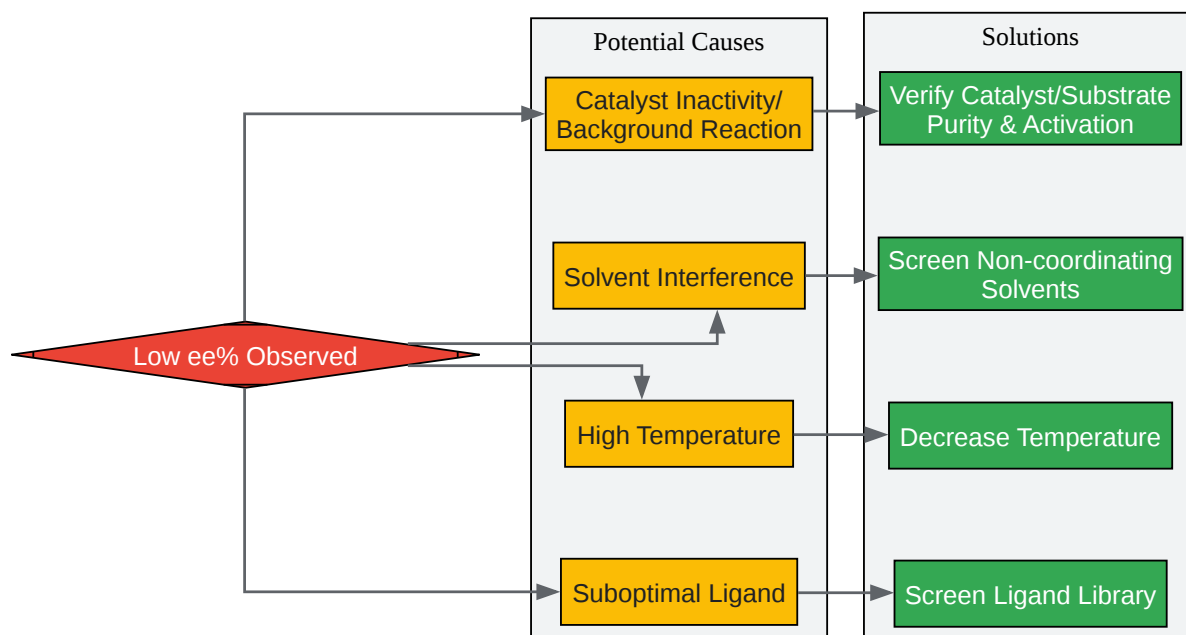 Potential Causes
Solutions
Catalyst Inactivity/
Background Reaction
Verify Catalyst/Substrate
Purity & Activation
Solvent Interference
Screen Non-coordinating
Solvents
Low ee% Observed
High Temperature
Decrease Temperature
Suboptimal Ligand
Screen Ligand Library